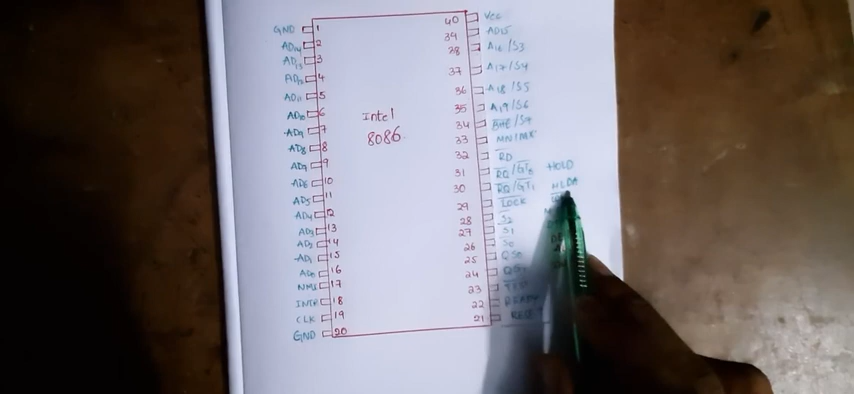 GND 1
AD14 2
AD13 3
AD12 4
AD11 5
AD10 6
AD9 7
AD8 8
AD7 9
AD6 10
AD5 11
AD4 12
AD3 13
AD2 14
AD1 15
AD0 16
NMI 17
INTR 18
CLK 19
GND 20
Intel
8086
40 Vcc
39 AD15
38 A16/S3
37 A17/S4
36 A18/S5
35 A19/S6
34 BHE/S7
33 MN/MX
32 RD
31 RQ/GT0 HOLD
30 RQ/GT1 HLDA
29 LOCK
28 S2
27 S1
26 S0
25 QS0
24
23
22 READY
21 RESET